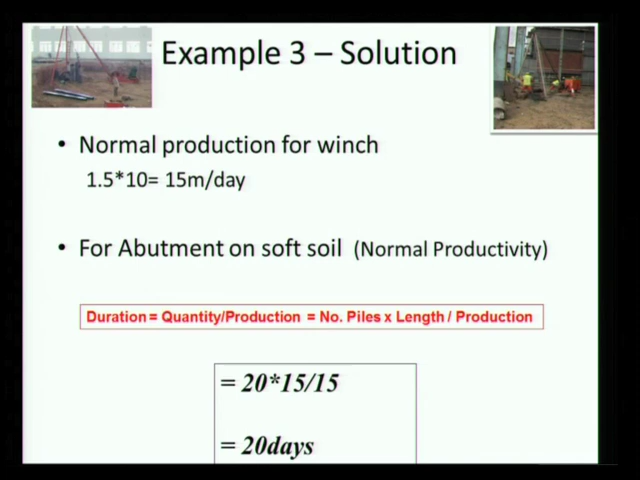 Example 3 – Solution
• Normal production for winch
1.5*10= 15m/day
• For Abutment on soft soil (Normal Productivity)
Duration = Quantity/Production = No. Piles x Length / Production
= 20*15/15
= 20days